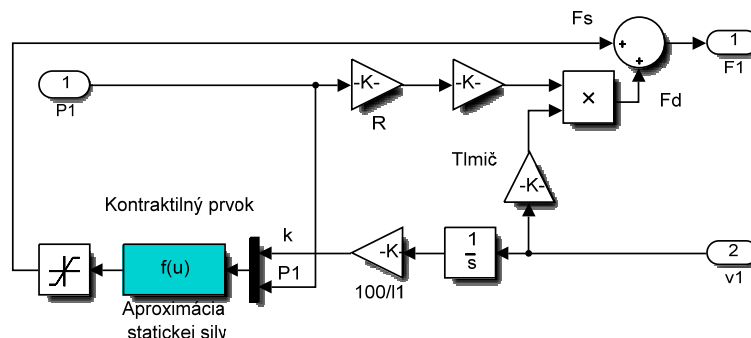 Fs
1
P1
-K-
R
-K-
×
+
+
1
F1
Fd
Tlmič
-K-
Kontraktilný prvok
k
P1
f(u)
Aproximácia
statickej sily
-K-
100/l1
1
s
2
v1